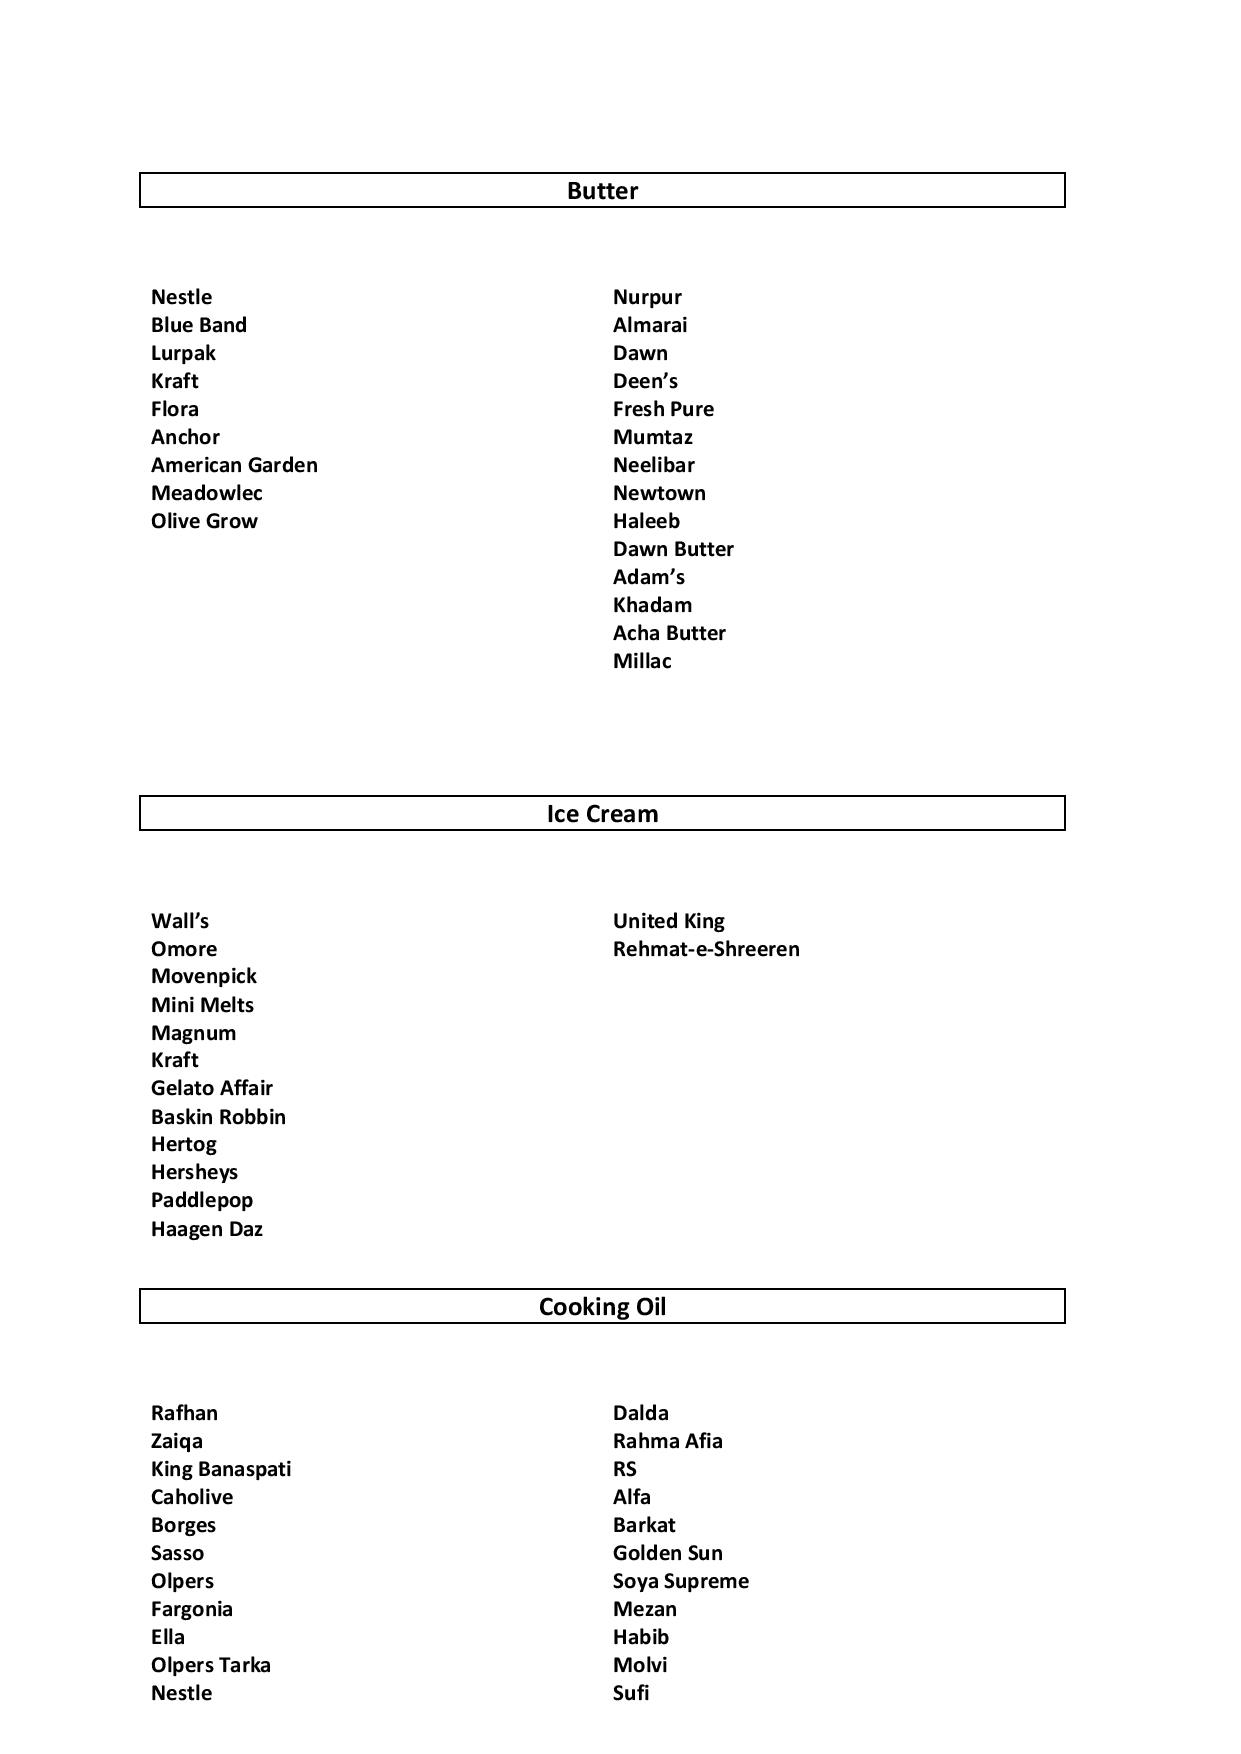 Butter
Nestle
Blue Band
Lurpak
Kraft
Flora
Anchor
American Garden
Meadowlec
Olive Grow
Nurpur
Almarai
Dawn
Deen’s
Fresh Pure
Mumtaz
Neelibar
Newtown
Haleeb
Dawn Butter
Adam’s
Khadam
Acha Butter
Millac
Ice Cream
Wall’s
Omore
Movenpick
Mini Melts
Magnum
Kraft
Gelato Affair
Baskin Robbin
Hertog
Hersheys
Paddlepop
Haagen Daz
United King
Rehmat-e-Shreeren
Cooking Oil
Rafhan
Zaiqa
King Banaspati
Caholive
Borges
Sasso
Olpers
Fargonia
Ella
Olpers Tarka
Nestle
Dalda
Rahma Afia
RS
Alfa
Barkat
Golden Sun
Soya Supreme
Mezan
Habib
Molvi
Sufi